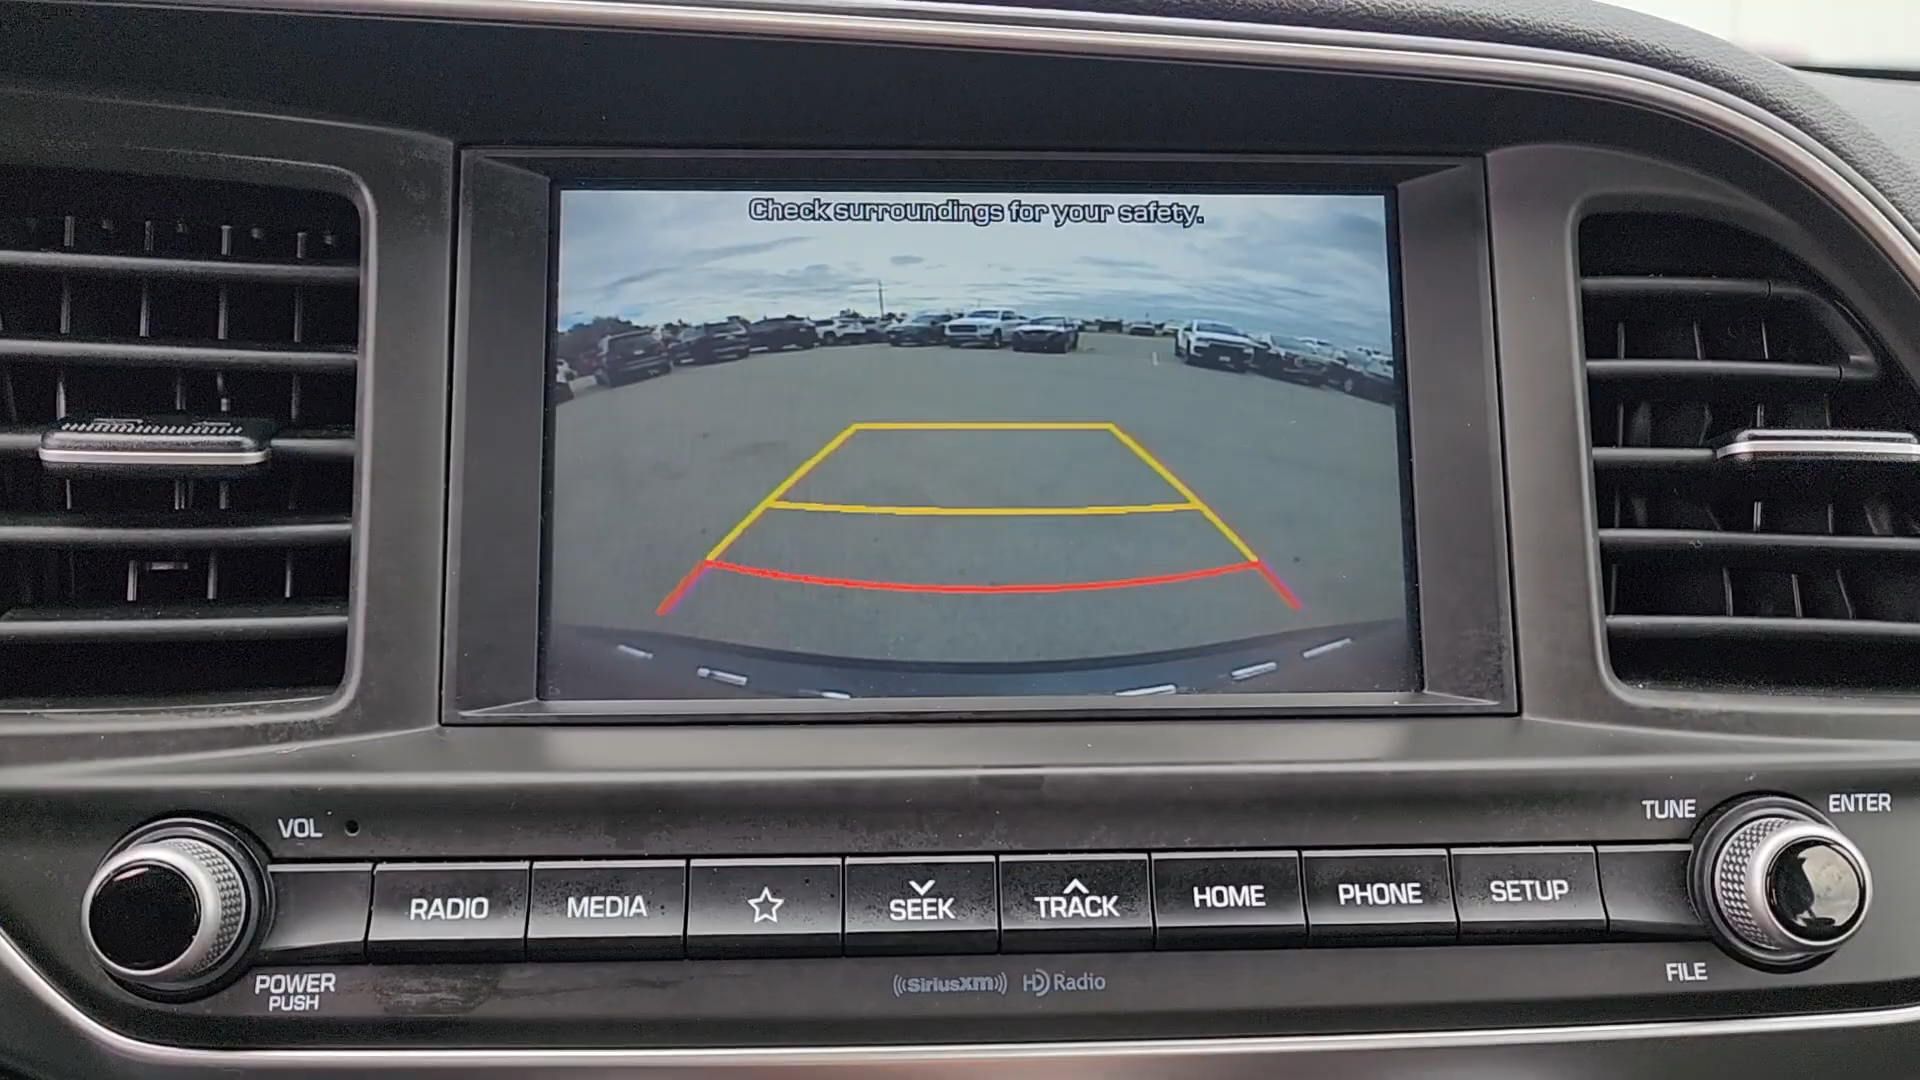 Check surroundings for your safety.
VOL
TUNE
ENTER
RADIO
MEDIA
SEEK
TRACK
HOME
PHONE
SETUP
POWER
PUSH
SiriusXM
HD Radio
FILE